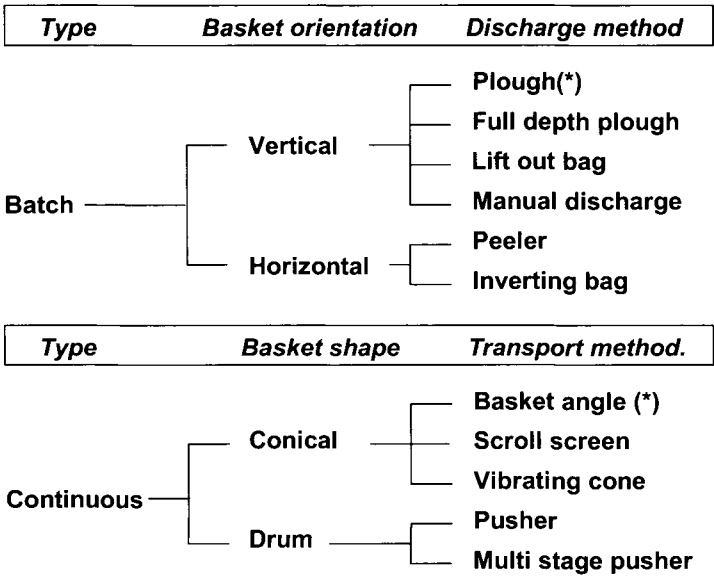 Type Basket orientation Discharge method
Plough(*)
Full depth plough
Vertical
Lift out bag
Manual discharge
Batch
Peeler
Horizontal
Inverting bag
Type Basket shape Transport method.
Basket angle (*)
Conical Scroll screen
Vibrating cone
Continuous
Pusher
Drum
Multi stage pusher